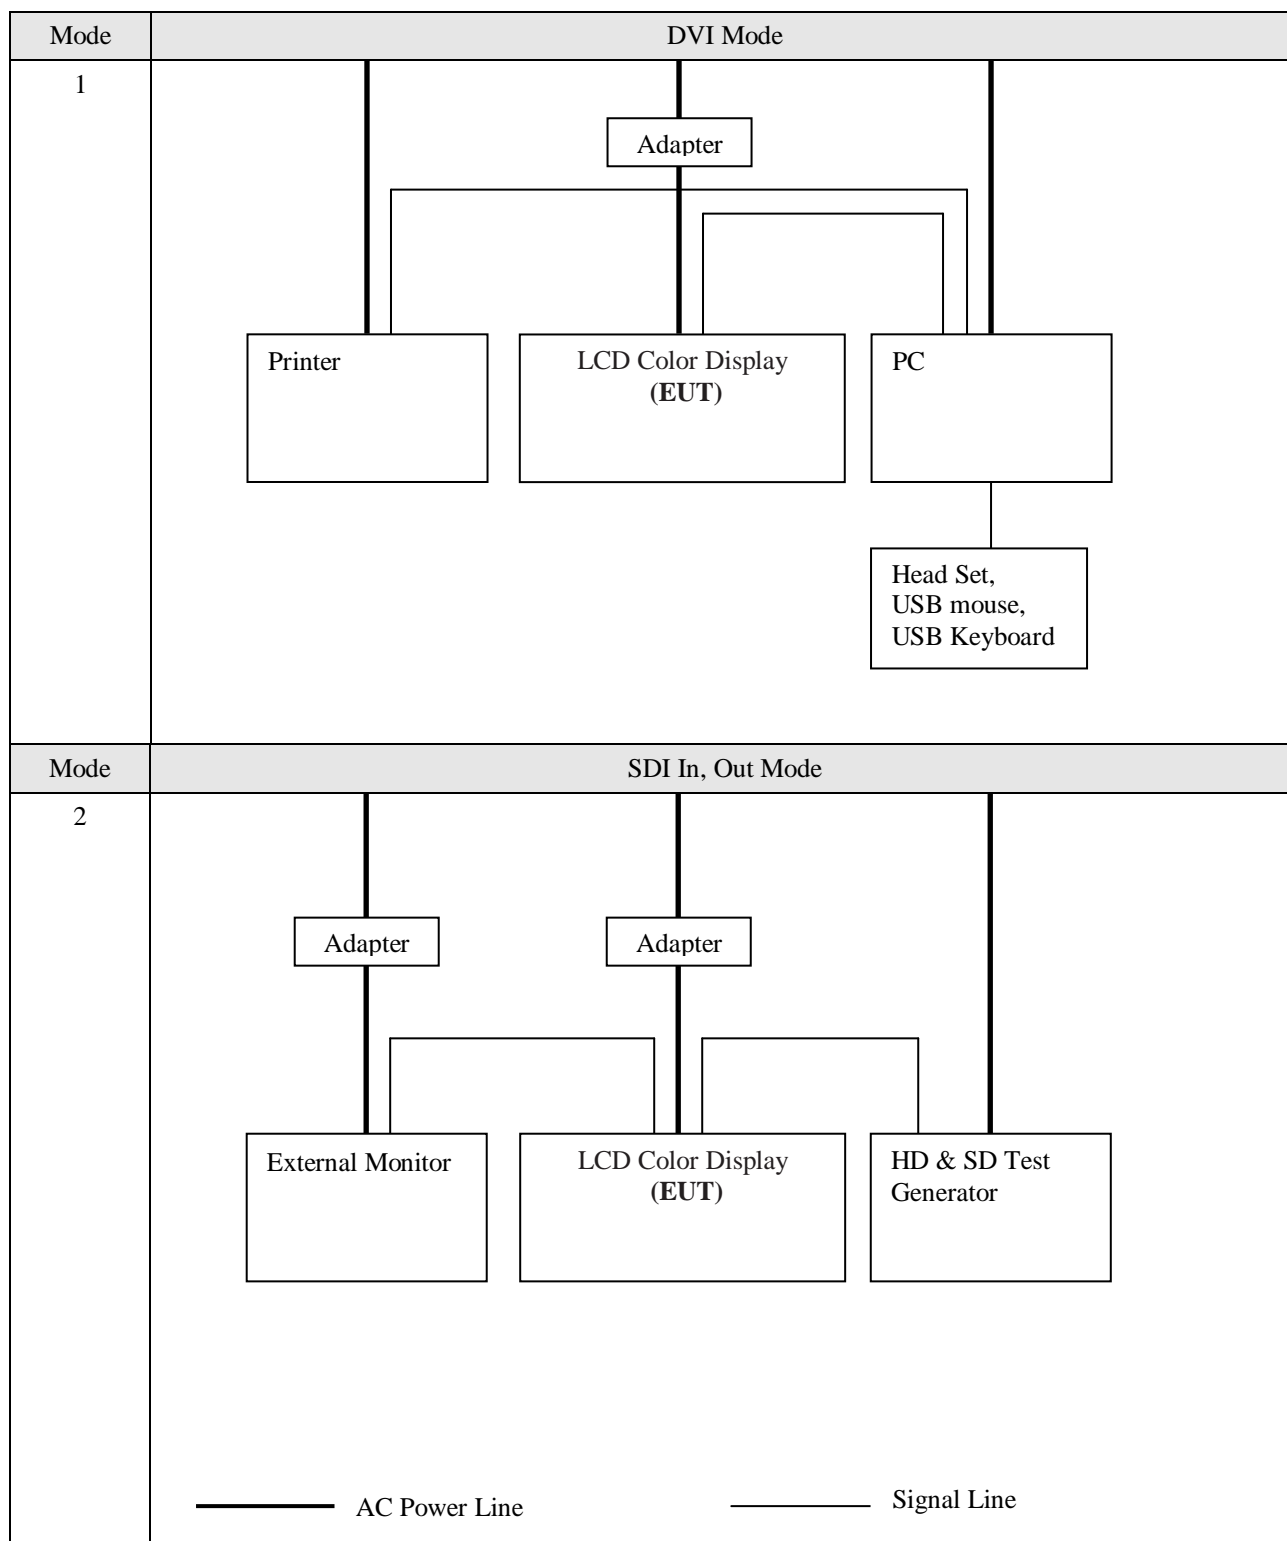 Mode DVI Mode
1
Adapter
Printer
LCD Color Display
(EUT)
PC
Head Set,
USB mouse,
USB Keyboard
Mode SDI In, Out Mode
2
Adapter
Adapter
External Monitor
LCD Color Display
(EUT)
HD & SD Test
Generator
AC Power Line
Signal Line